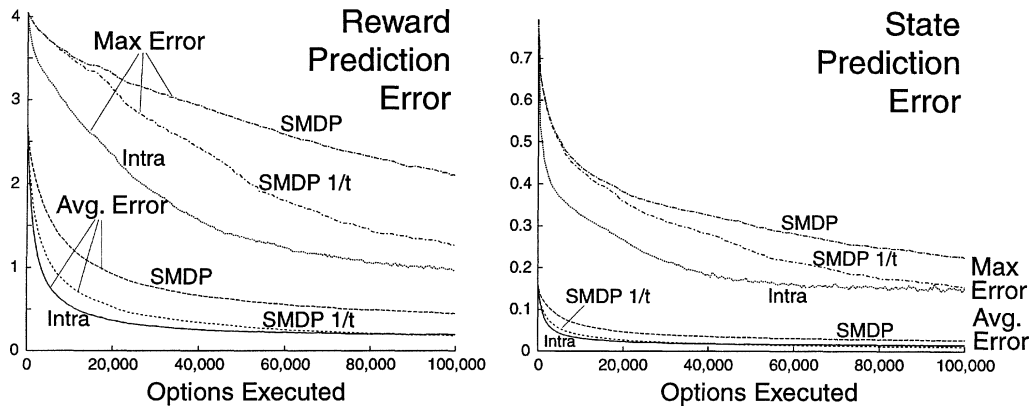 Reward
Prediction
Error
Max Error
SMDP
Intra
SMDP 1/t
Avg. Error
SMDP
Intra
SMDP 1/t
4
3
2
1
0
0
20,000
40,000
60,000
80,000
100,000
Options Executed
State
Prediction
Error
SMDP
SMDP 1/t
Intra
Max
Error
SMDP 1/t
SMDP
Intra
Avg.
Error
0.7
0.6
0.5
0.4
0.3
0.2
0.1
0
0
20,000
40,000
60,000
80,000
100,000
Options Executed